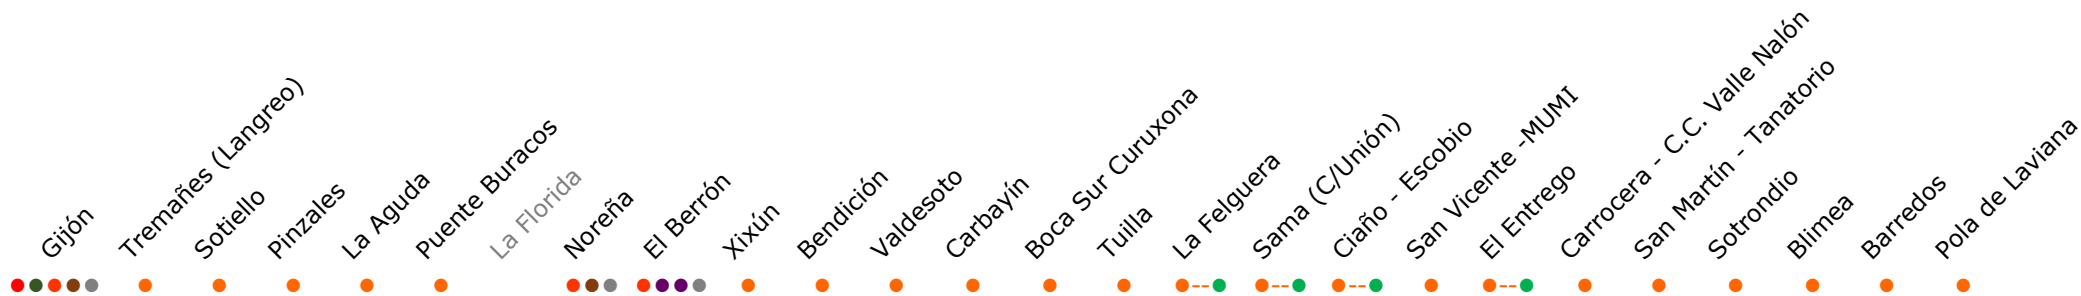 Gijón
Tremañes (Langreo)
Sotiello
Pinzales
La Aguda
Puente Buracos
La Florida
Noreña
El Berrón
Xixún
Bendición
Valdesoto
Carbayín
Boca Sur Curuxona
Tuilla
La Felguera
Sama (C/Unión)
Ciaño - Escobio
San Vicente -MUMI
El Entrego
Carrocera - C.C. Valle Nalón
San Martín - Tanatorio
Sotrondio
Blimea
Barredos
Pola de Laviana